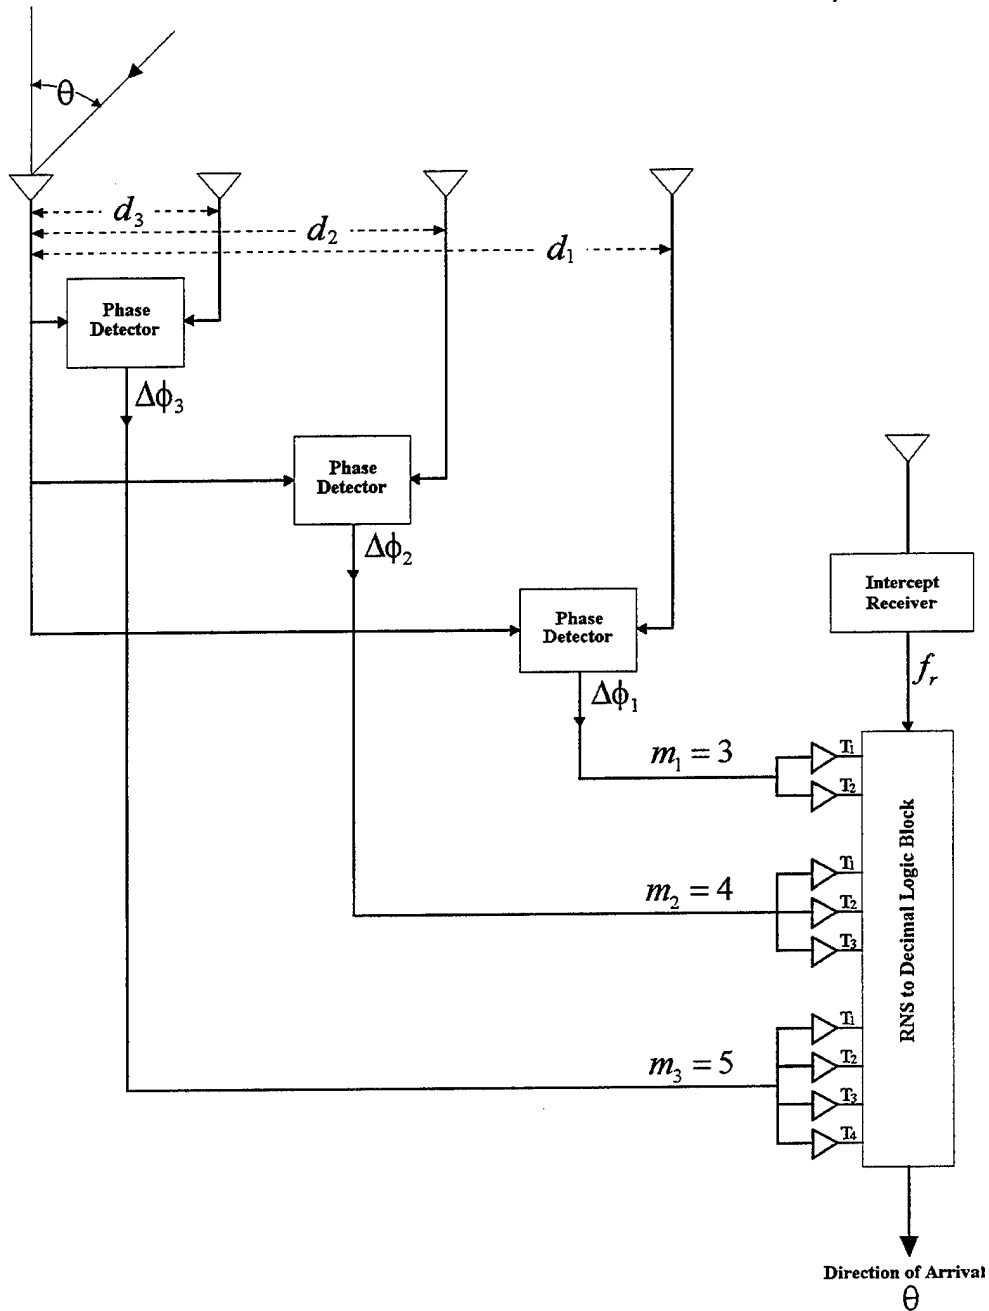 θ
d₃
d₂
d₁
Phase
Detector
Δϕ₃
Phase
Detector
Δϕ₂
Intercept
Receiver
Phase
Detector
fᵣ
Δϕ₁
m₁ = 3
T₁
T₂
m₂ = 4
T₁
T₂
T₃
RNS to Decimal Logic Block
m₃ = 5
T₁
T₂
T₃
T₄
Direction of Arrival
θ